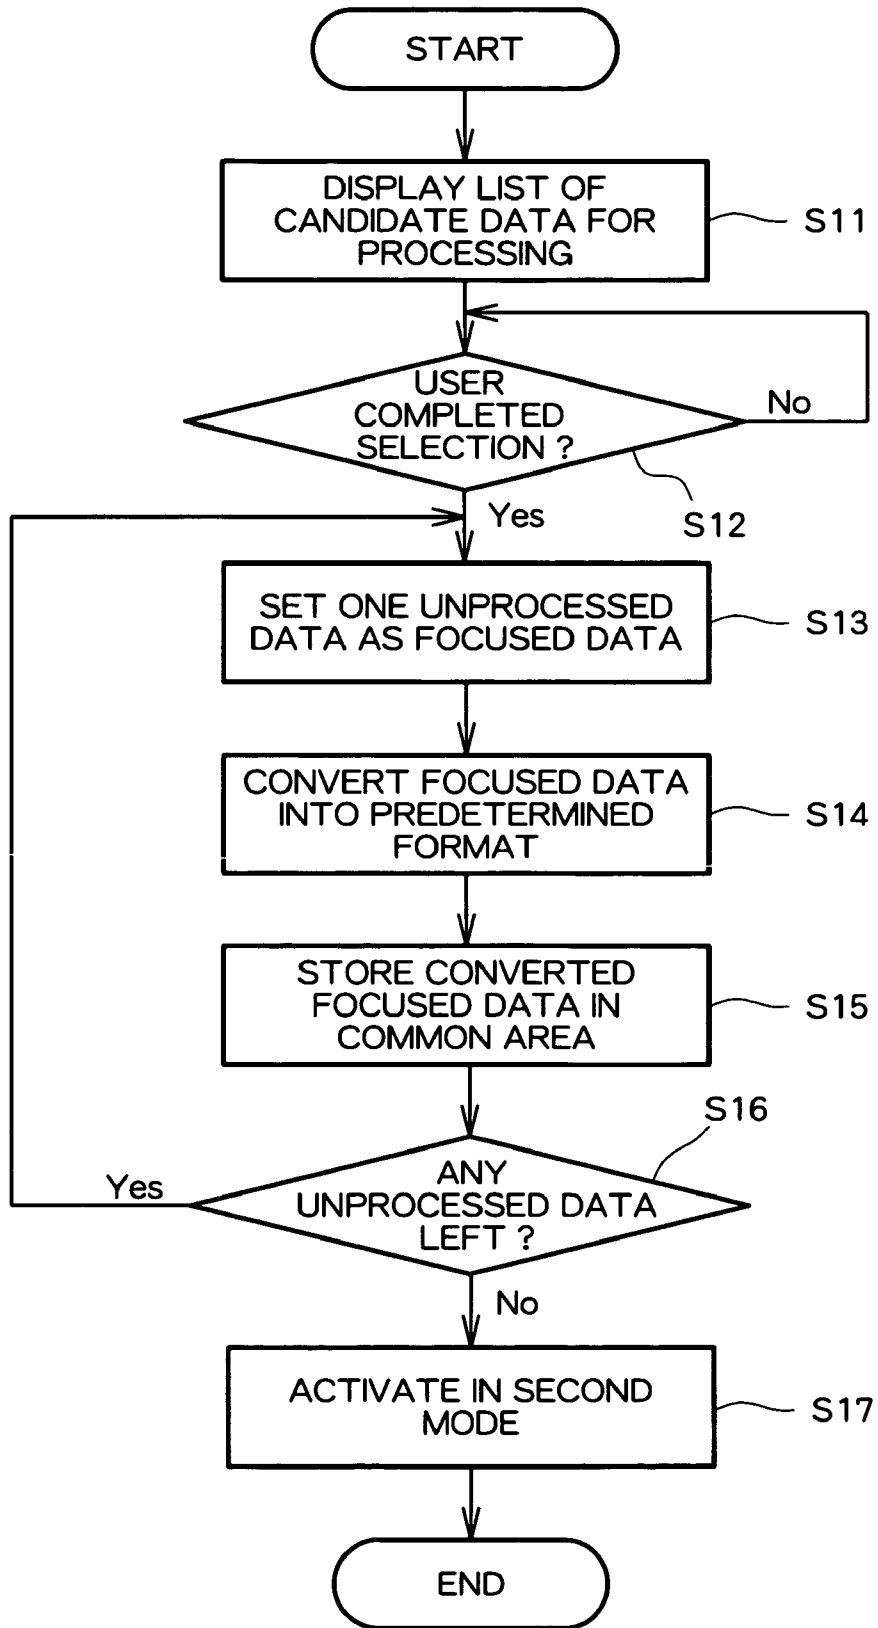 START
DISPLAY LIST OF
CANDIDATE DATA FOR
PROCESSING
S11
USER
COMPLETED
SELECTION ?
No
S12
Yes
SET ONE UNPROCESSED
DATA AS FOCUSED DATA
S13
CONVERT FOCUSED DATA
INTO PREDETERMINED
FORMAT
S14
STORE CONVERTED
FOCUSED DATA IN
COMMON AREA
S15
S16
ANY
UNPROCESSED DATA
LEFT ?
Yes
No
ACTIVATE IN SECOND
MODE
S17
END